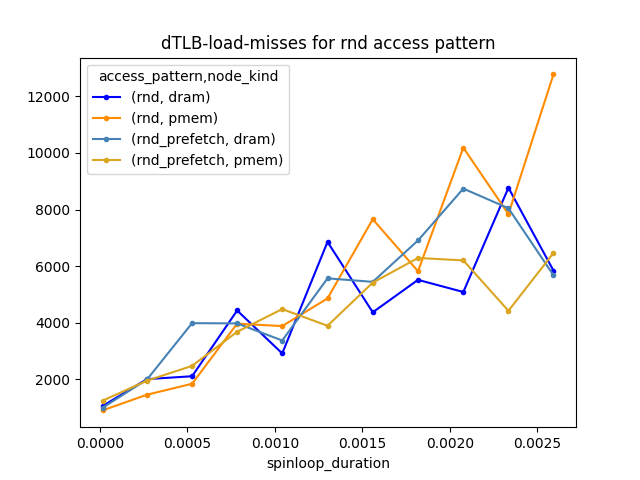 dTLB-load-misses for rnd access pattern
access_pattern,node_kind
(rnd, dram)
(rnd, pmem)
(rnd_prefetch, dram)
(rnd_prefetch, pmem)
12000
10000
8000
6000
4000
2000
0.0000 0.0005 0.0010 0.0015 0.0020 0.0025
spinloop_duration